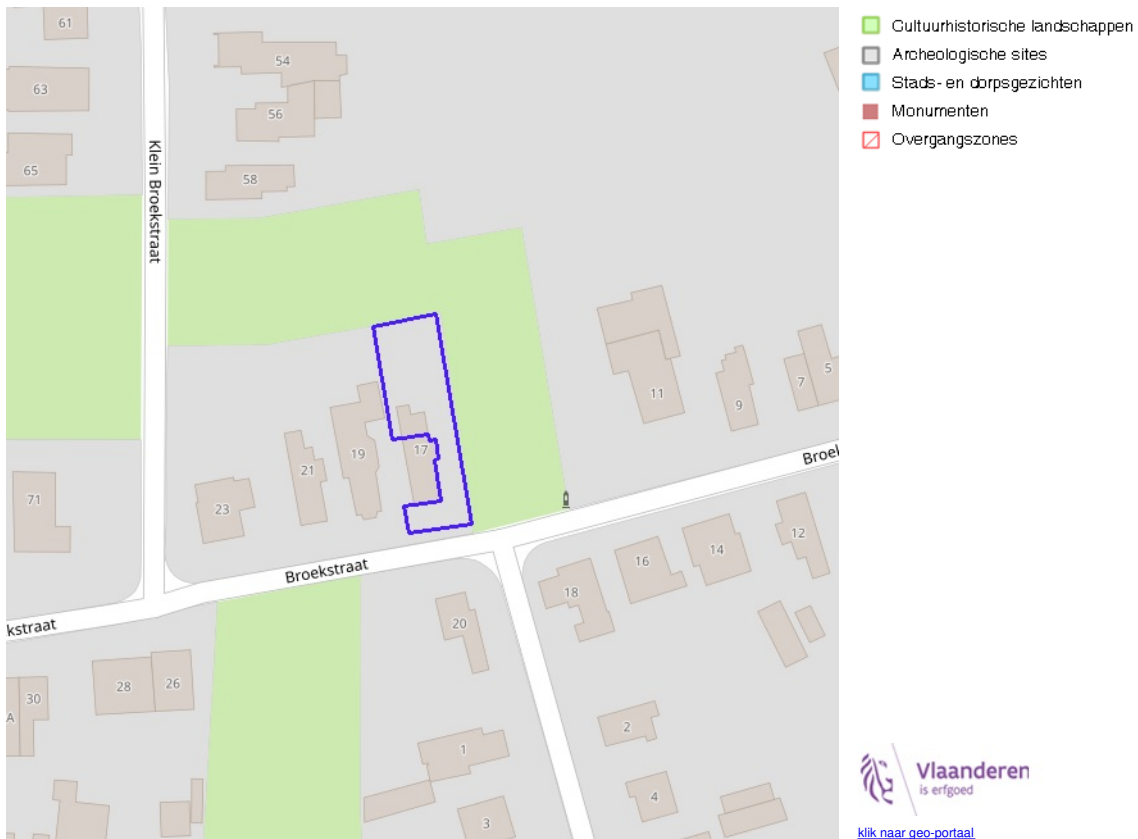 61
54
63
56
65
58
Klein Broekstraat
11
7
5
9
17
19
21
23
71
Broek
12
14
16
18
Broekstraat
20
kstraat
28
26
30
A
2
1
4
3
Cultuurhistorische landschappen
Archeologische sites
Stads- en dorpsgezichten
Monumenten
Overgangszones
Vlaanderen
is erfgoed
klik naar geo-portaal